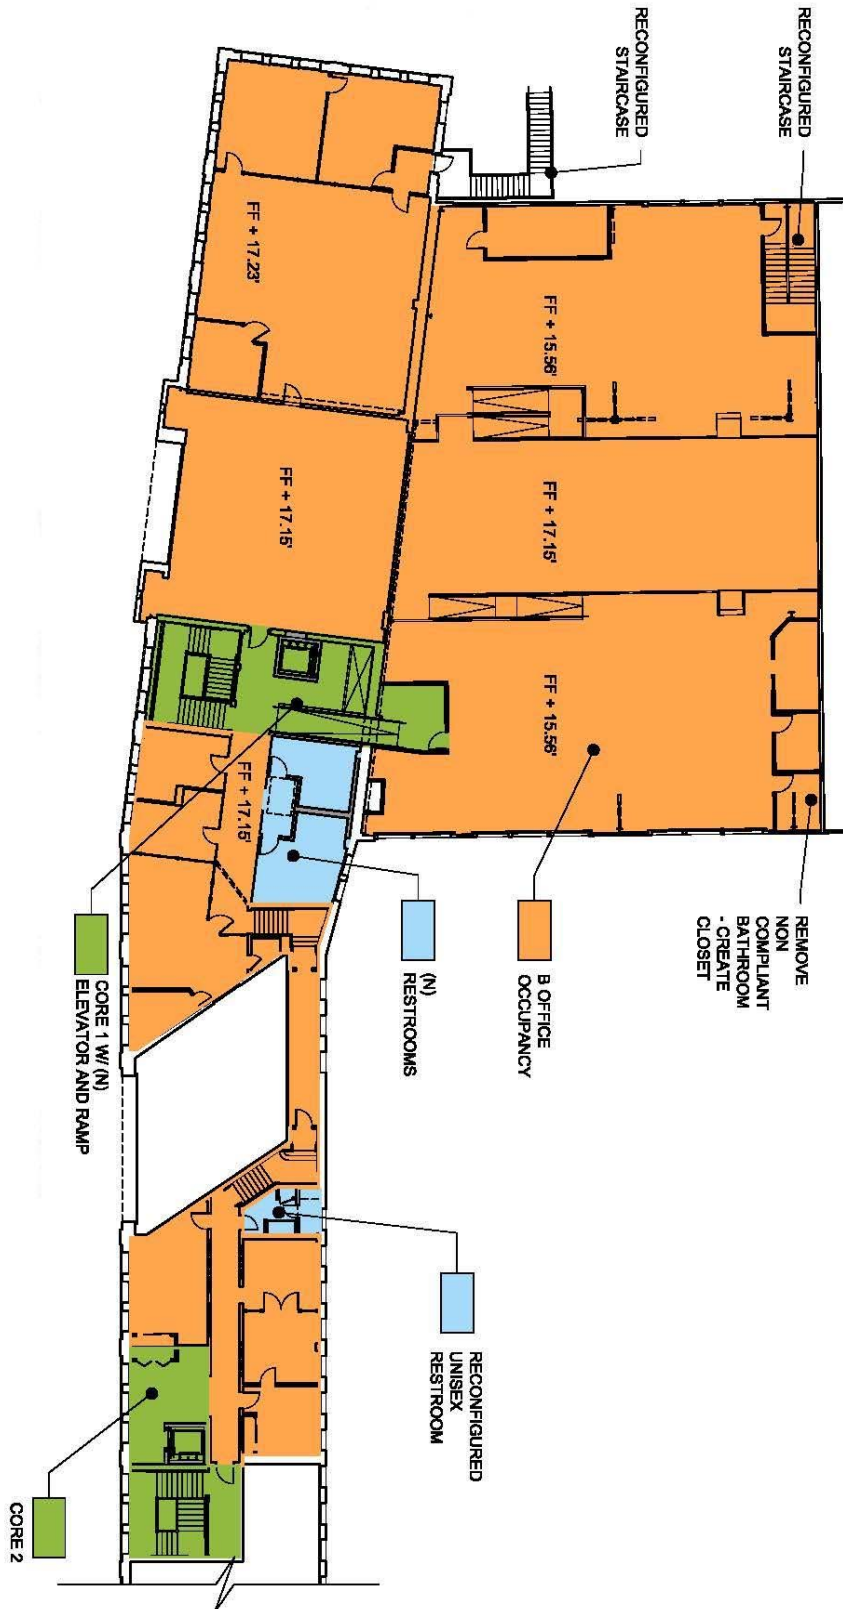 RECONFIGURED
STAIRCASE
RECONFIGURED
STAIRCASE
FF + 17.23'
FF + 15.56'
FF + 17.15'
FF + 17.15'
FF + 15.56'
FF + 17.15'
REMOVE
NON
COMPLIANT
BATHROOM
- CREATE
CLOSET
B OFFICE
OCCUPANCY
(N)
RESTROOMS
CORE 1 W/ (N)
ELEVATOR AND RAMP
RECONFIGURED
UNISEX
RESTROOM
CORE 2